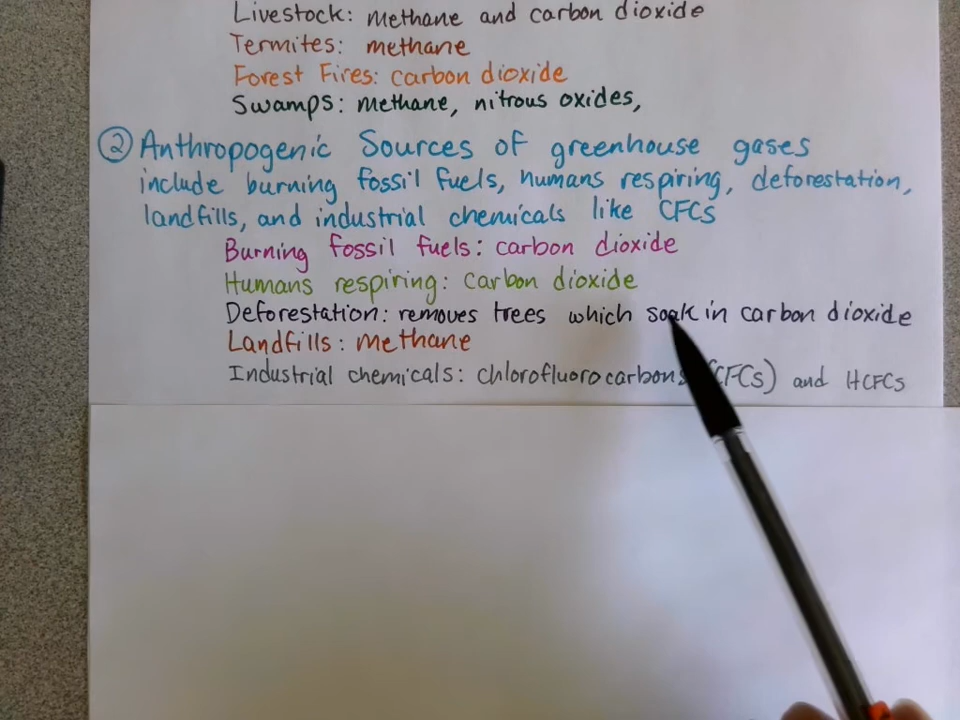 Livestock: methane and carbon dioxide
Termites: methane
Forest Fires: carbon dioxide
Swamps: methane, nitrous oxides,
② Anthropogenic Sources of greenhouse gases
include burning fossil fuels, humans respiring, deforestation,
landfills, and industrial chemicals like CFCs
Burning fossil fuels: carbon dioxide
Humans respiring: carbon dioxide
Deforestation: removes trees which soak in carbon dioxide
Landfills: methane
Industrial chemicals: chlorofluorocarbons (CFCs) and HCFCs